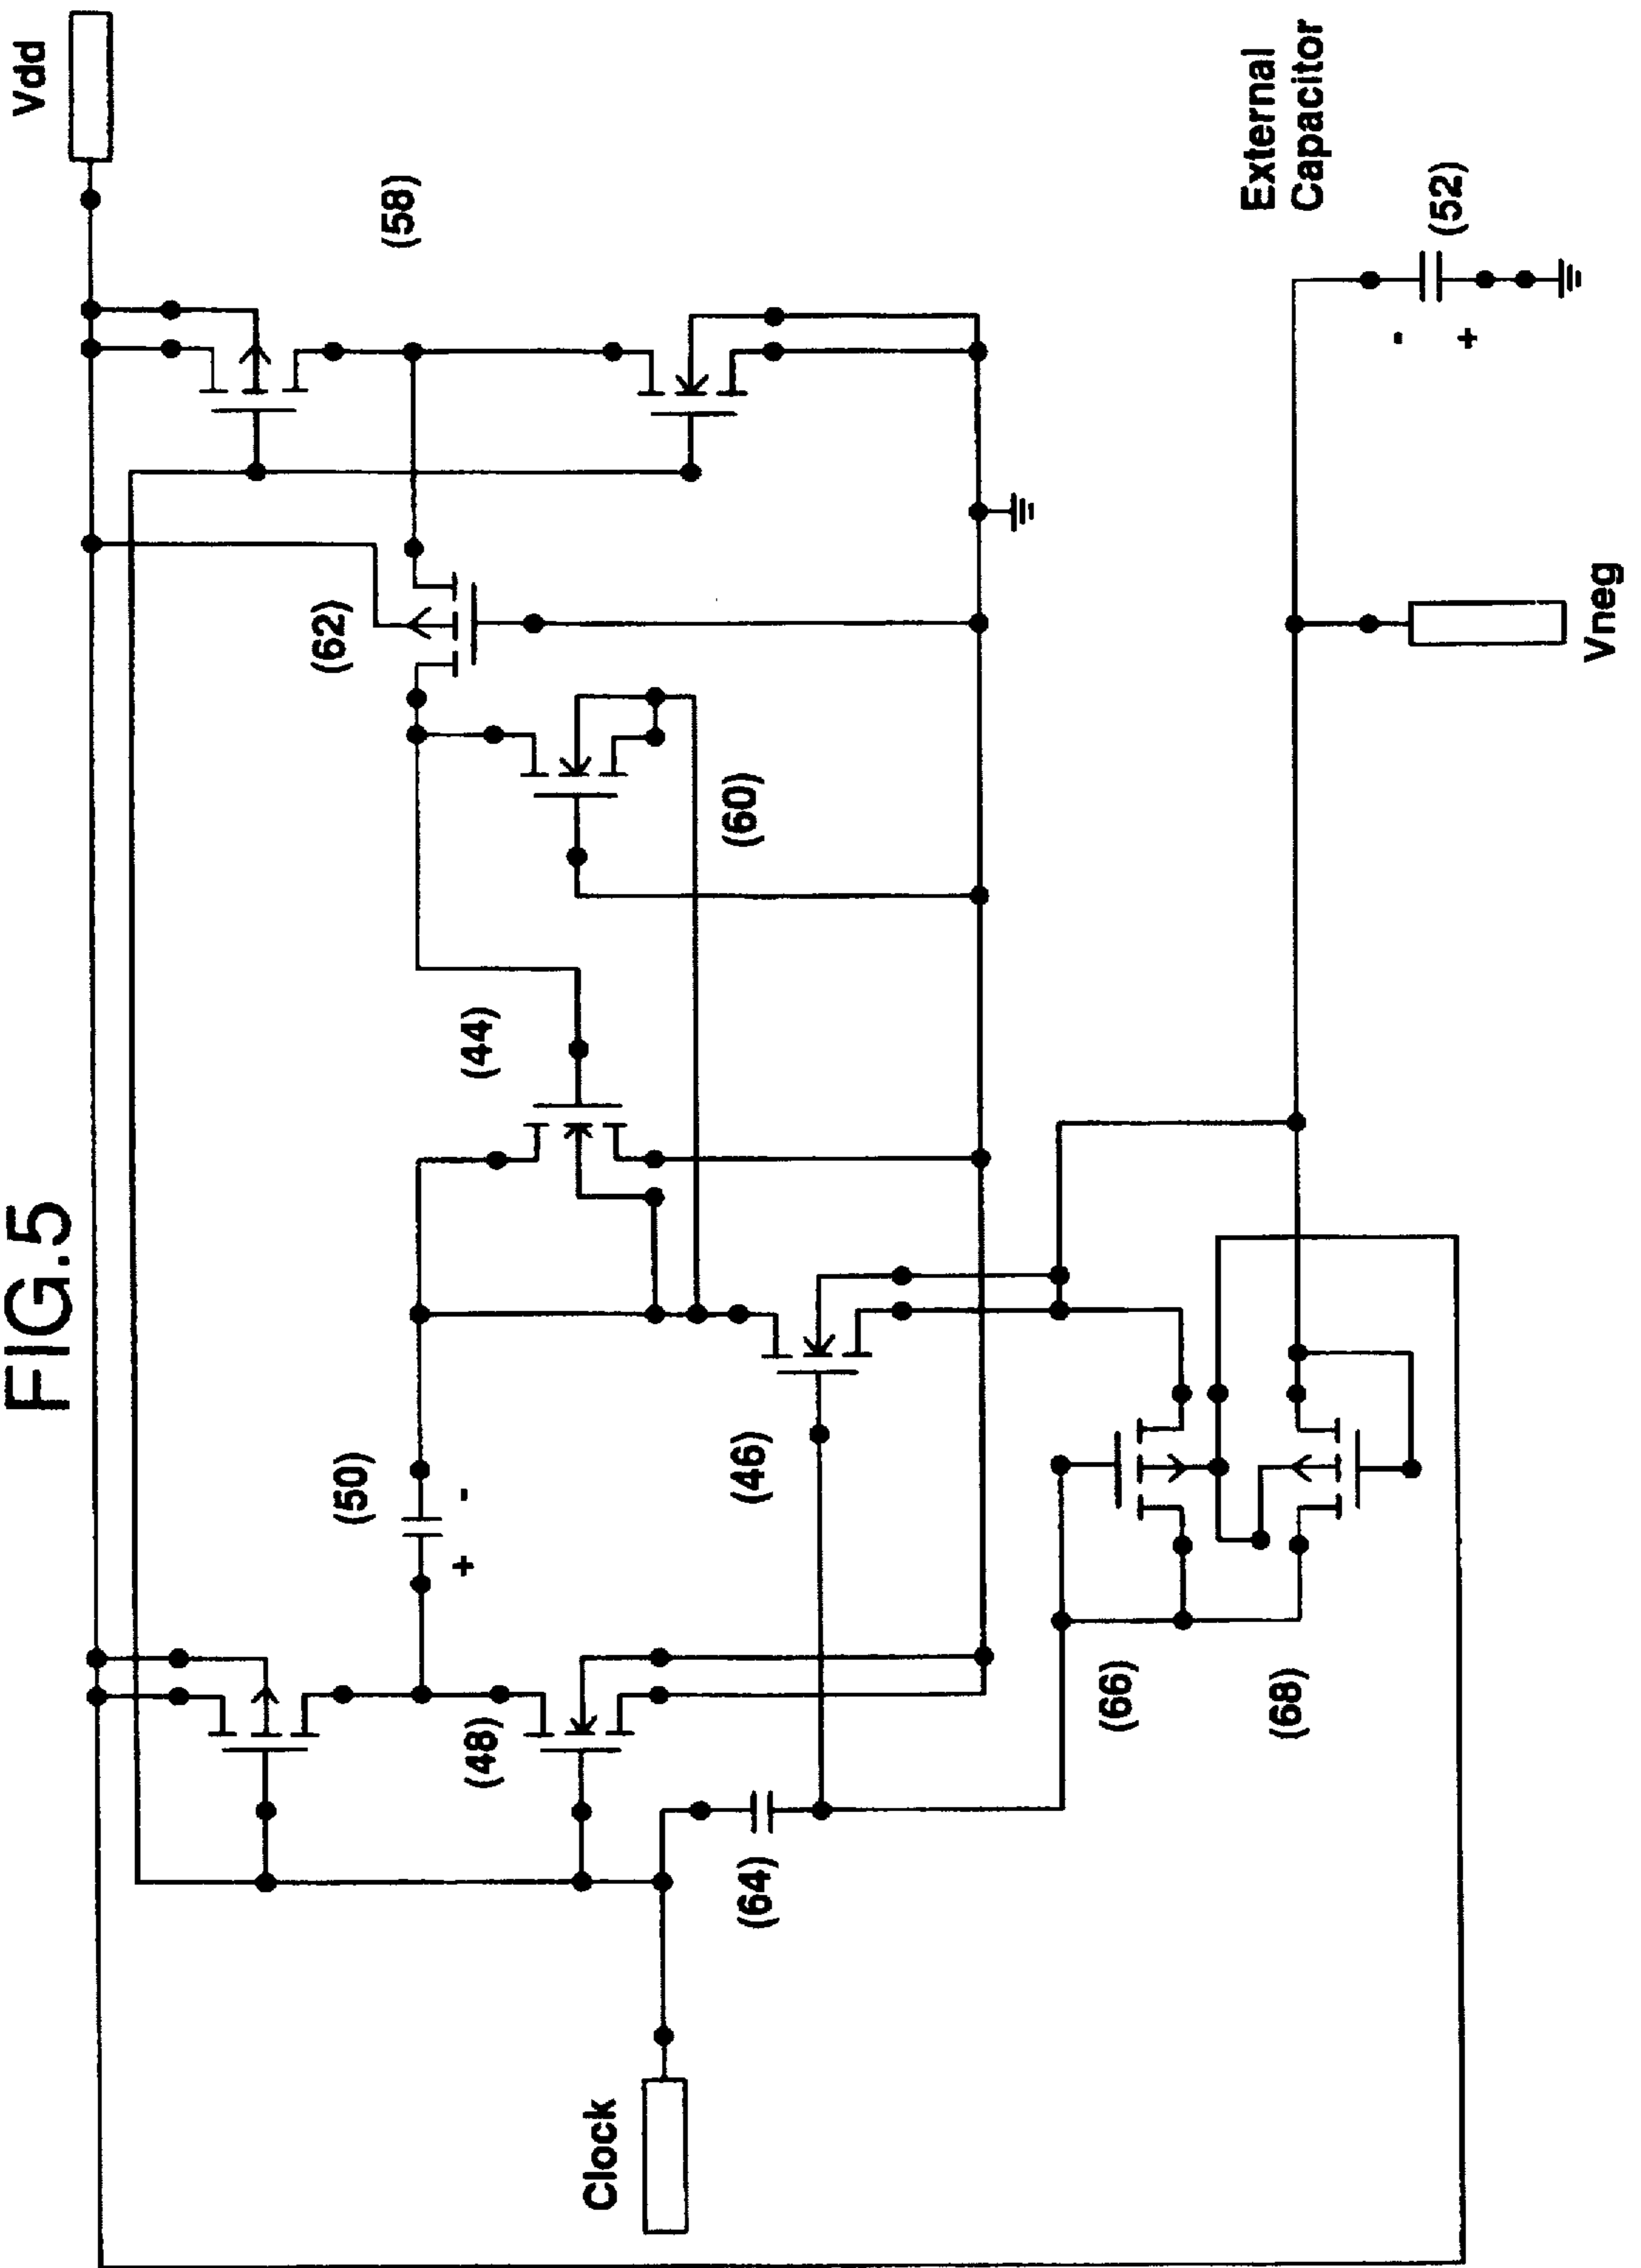 FIG.5
Vdd
(58)
(62)
(60)
(44)
(50)
+ -
(46)
(48)
(64)
Clock
(66)
(68)
External
Capacitor
(52)
-
+
Vneg